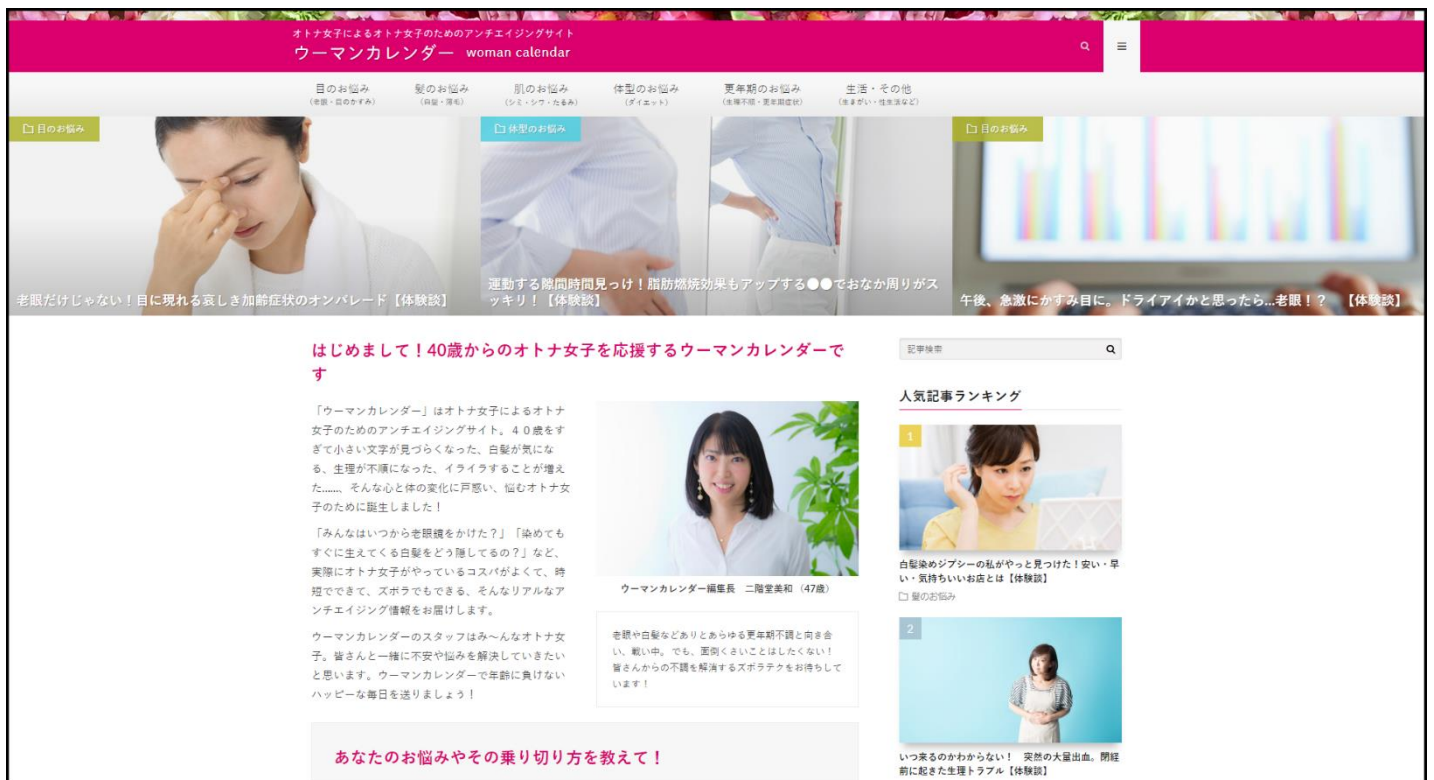 オトナ女子によるオトナ女子のためのアンチエイジングサイト
ウーマンカレンダー woman calendar
目のお悩み 髪のお悩み 肌のお悩み 体型のお悩み 更年期のお悩み 生活・その他
(老眼・目のかすみ) (白髪・薄毛) (シミ・シワ・たるみ) (ダイエット) (生理不順・更年期症状) (住まがい・性生活など)
目のお悩み
体型のお悩み
目のお悩み
老眼だけじゃない!目に現れる哀しき加齢症状のオンパレード【体験談】
運動する隙間時間見っけ!脂肪燃焼効果もアップする●●でおなか周りがス
ッキリ!【体験談】
午後、急激にかすみ目に。ドライアイかと思ったら...老眼!? 【体験談】
はじめまして!40歳からのオトナ女子を応援するウーマンカレンダーで
す
「ウーマンカレンダー」はオトナ女子によるオトナ
女子のためのアンチエイジングサイト。40歳をす
ぎて小さい文字が見づらくなった、白髪が気にな
る、生理が不順になった、イライラすることが増え
た……、そんな心と体の変化に戸惑い、悩むオトナ女
子のために誕生しました!
「みんなはいつから老眼鏡をかけた?」「染めても
すぐに生えてくる白髪をどう隠してるの?」など、
実際にオトナ女子がやっているコスパがよくて、時
短でできて、ズボラでもできる、そんなリアルなア
ンチエイジング情報をお届けします。
ウーマンカレンダーのスタッフはみ〜んなオトナ女
子。皆さんと一緒に不安や悩みを解決していきたい
と思います。ウーマンカレンダーで年齢に負けない
ハッピーな毎日を送りましょう!
ウーマンカレンダー編集長 二階堂美和(47歳)
老眼や白髪などありとあらゆる更年期不調と向き合
い、戦い中。でも、面倒くさいことはしたくない!
皆さんからの不調を解消するズボラテクをお待ちして
います!
あなたのお悩みやその乗り切り方を教えて!
記事検索
人気記事ランキング
1
白髪染めジプシーの私がやっと見つけた!安い・早
い・気持ちいいお店とは【体験談】
髪のお悩み
2
いつ来るのかわからない! 突然の大量出血。閉経
前に起きた生理トラブル【体験談】